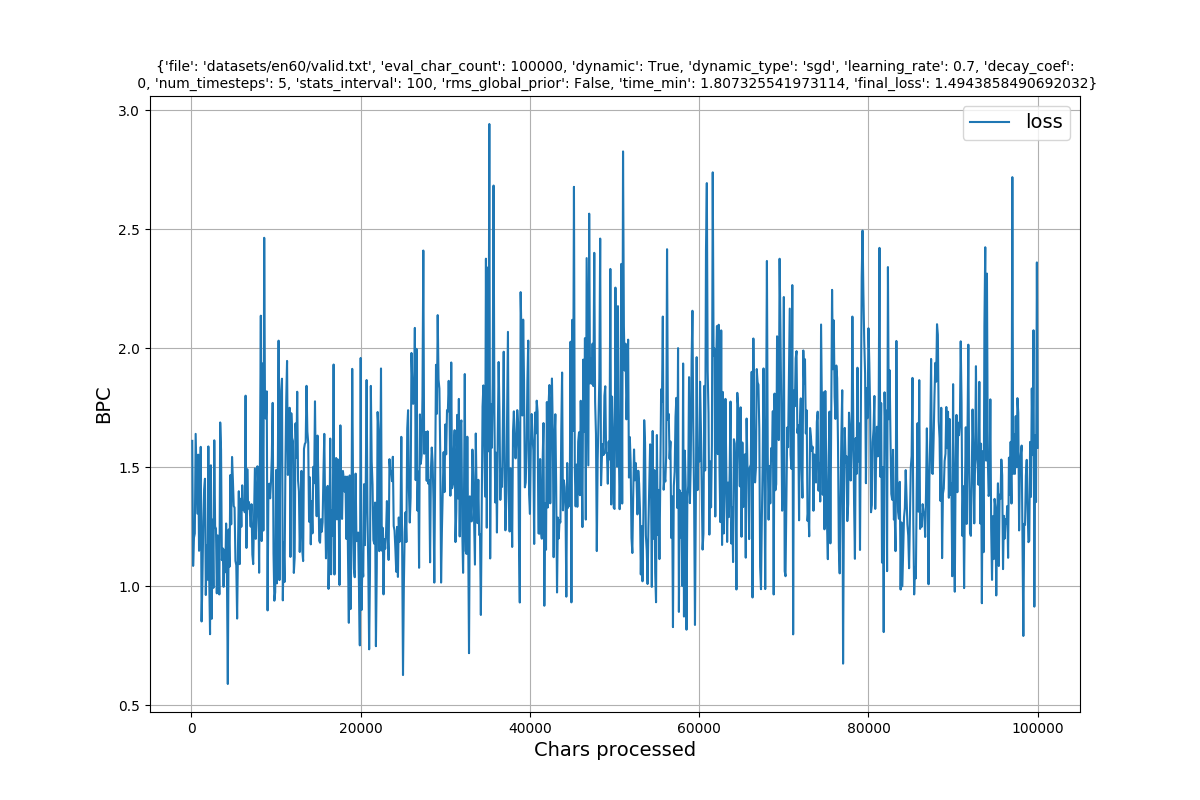 {'file': 'datasets/en60/valid.txt', 'eval_char_count': 100000, 'dynamic': True, 'dynamic_type': 'sgd', 'learning_rate': 0.7, 'decay_coef':
0, 'num_timesteps': 5, 'stats_interval': 100, 'rms_global_prior': False, 'time_min': 1.807325541973114, 'final_loss': 1.4943858490692032}
loss
3.0
2.5
2.0
1.5
1.0
0.5
BPC
0 20000 40000 60000 80000 100000
Chars processed